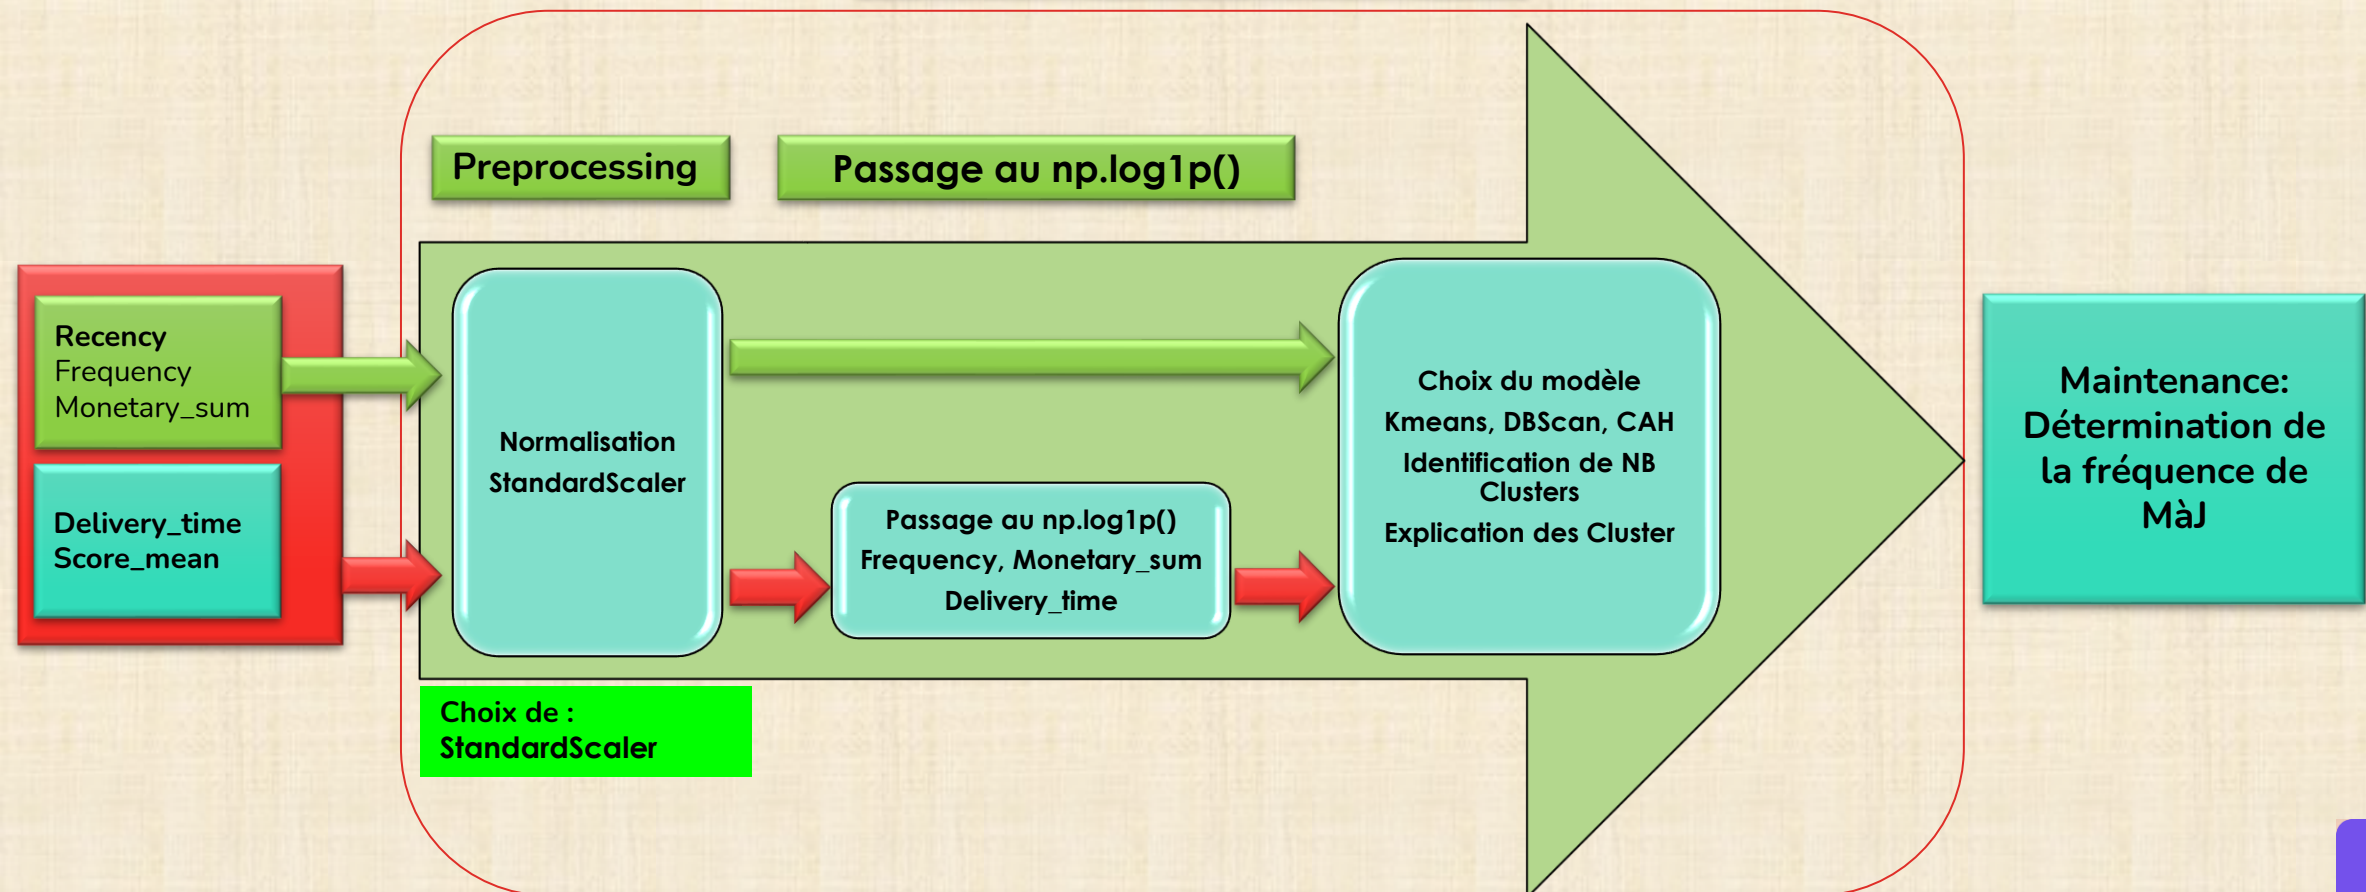 Preprocessing
Passage au np.log1p()
Recency
Frequency
Monetary_sum
Delivery_time
Score_mean
Normalisation
StandardScaler
Passage au np.log1p()
Frequency, Monetary_sum
Delivery_time
Choix du modèle
Kmeans, DBScan, CAH
Identification de NB
Clusters
Explication des Cluster
Maintenance:
Détermination de
la fréquence de
MàJ
Choix de :
StandardScaler